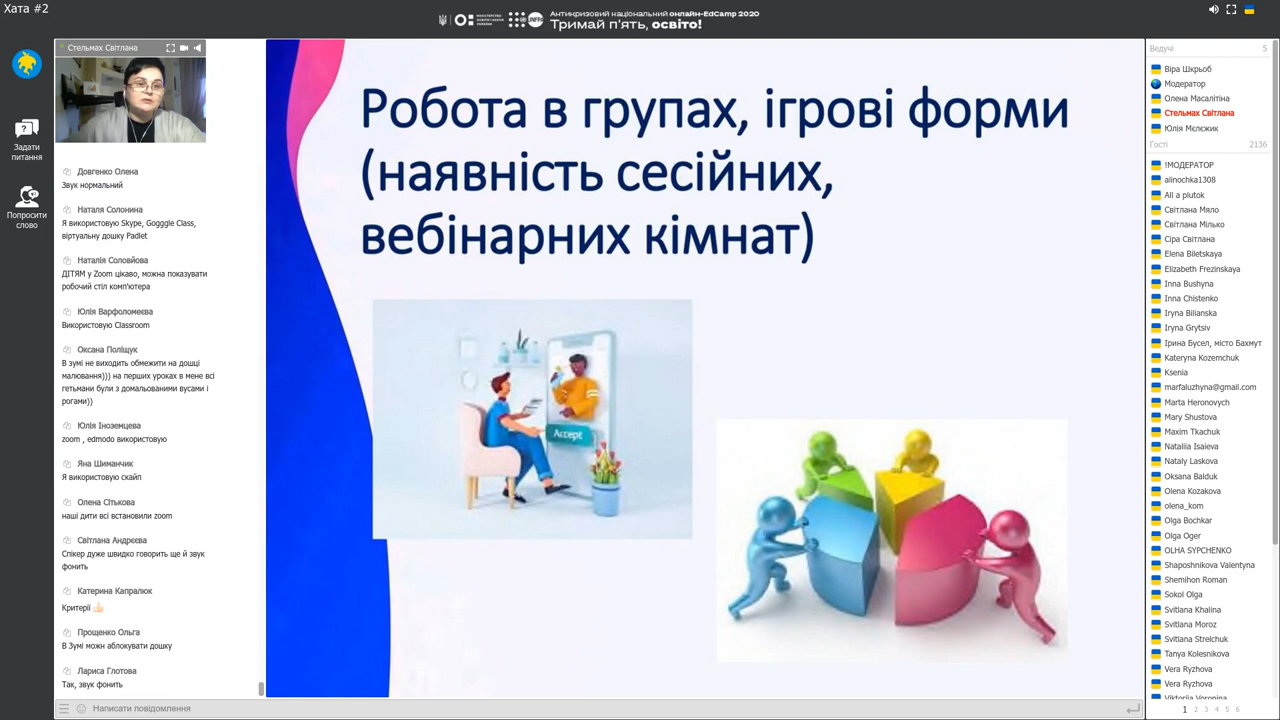 Хата #2
МІНІСТЕРСТВО
ОСВІТИ І НАУКИ
УКРАЇНИ
Антикризовий національний онлайн-EdCamp 2020
Тримай п'ять, освіто!
Стельмах Світлана
Задати
питання
Попросити
слово
Довгенко Олена
Звук нормальний
Наталя Солонина
Я використовую Skype, Gogggle Class,
віртуальну дошку Padlet
Наталія Соловйова
ДІТЯМ у Zoom цікаво, можна показувати
робочий стіл комп'ютера
Юлія Варфоломеєва
Використовую Classroom
Оксана Поліщук
В зумі не виходить обмежити на дошці
малювання))) на перших уроках в мене всі
гетьмани були з домальованими вусами і
рогами))
Юлія Іноземцева
zoom , edmodo використовую
Яна Шиманчик
Я використовую скайп
Олена Сітькова
наші дити всі встановили zoom
Світлана Андрєєва
Спікер дуже швидко говорить ще й звук
фонить
Катерина Капралюк
Критерії
Прощенко Ольга
В Зумі можн аблокувати дошку
Лариса Глотова
Так, звук фонить
Написати повідомлення
Робота в групах, ігрові форми
(наявність сесійних,
вебінарних кімнат)
Accept
Ведучі 5
Віра Шкрьоб
Модератор
Олена Масалітіна
Стельмах Світлана
Юлія Мєлєжик
Гості 2136
!МОДЕРАТОР
alinochka1308
All a plutok
Світлана Мяло
Світлана Мілько
Сіра Світлана
Elena Biletskaya
Elizabeth Frezinskaya
Inna Bushyna
Inna Chistenko
Iryna Bilianska
Iryna Grytsiv
Ірина Бусел, місто Бахмут
Kateryna Kozemchuk
Ksenia
marfaluzhyna@gmail.com
Marta Heronovych
Mary Shustova
Maxim Tkachuk
Nataliia Isaieva
Nataly Laskova
Oksana Balduk
Olena Kozakova
olena_kom
Olga Bochkar
Olga Oger
OLHA SYPCHENKO
Shaposhnikova Valentyna
Shemihon Roman
Sokol Olga
Svitlana Khalina
Svitlana Moroz
Svitlana Strelchuk
Tanya Kolesnikova
Vera Ryzhova
Vera Ryzhova
Viktoriia Voronina
1 2 3 4 5 6